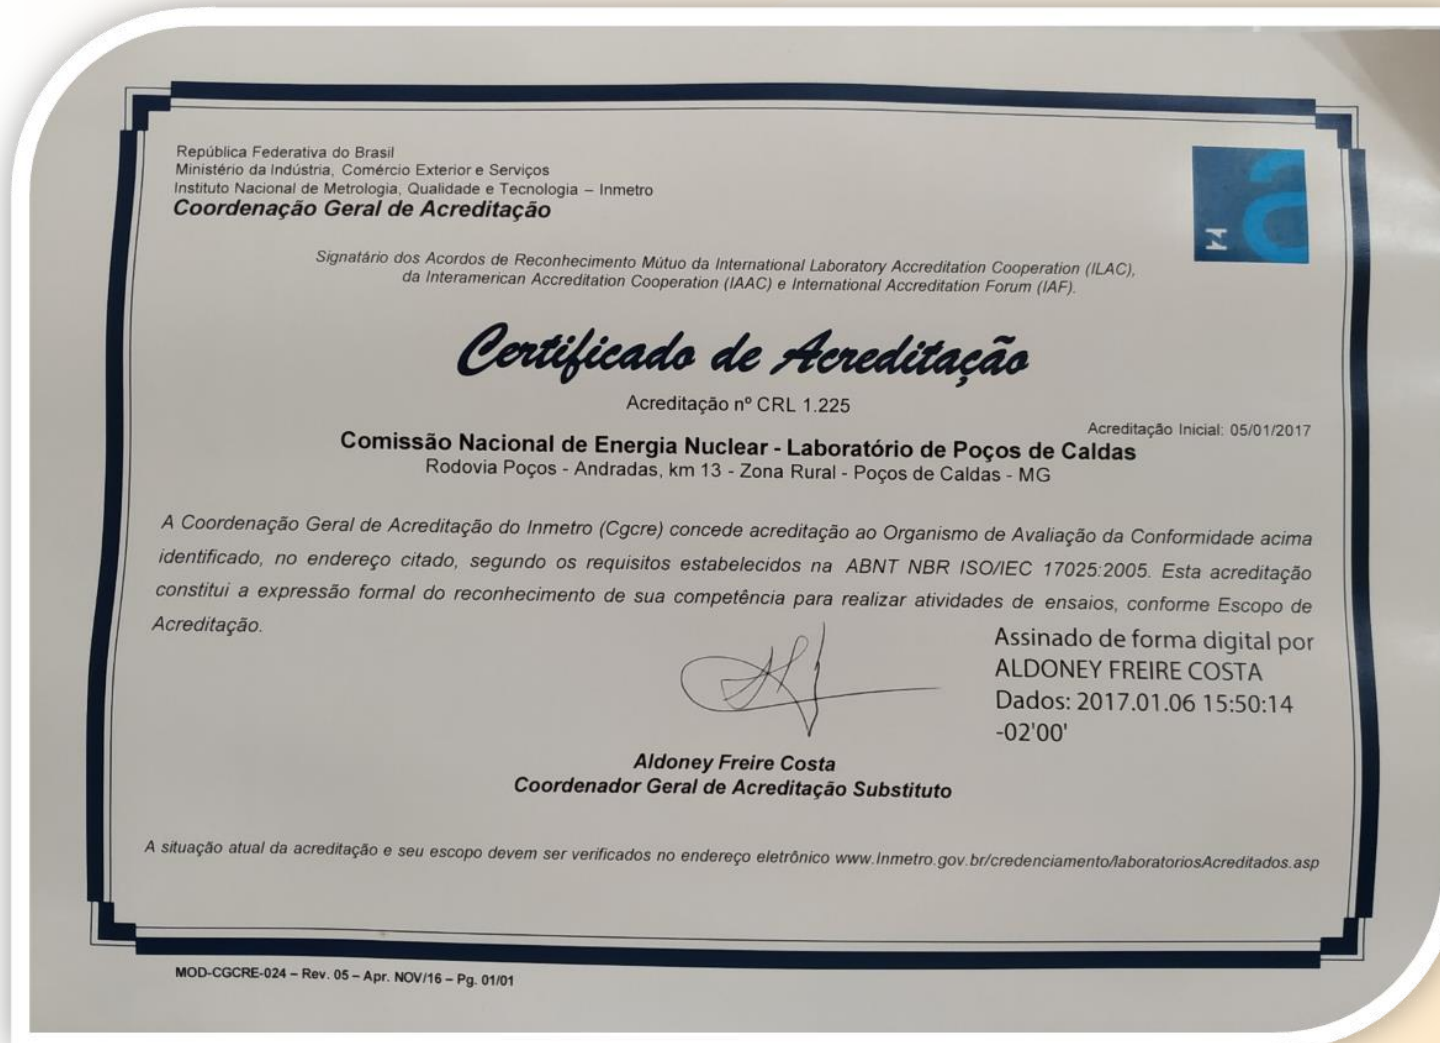 República Federativa do Brasil
Ministério da Indústria, Comércio Exterior e Serviços
Instituto Nacional de Metrologia, Qualidade e Tecnologia – Inmetro
Coordenação Geral de Acreditação
Signatário dos Acordos de Reconhecimento Mútuo da International Laboratory Accreditation Cooperation (ILAC),
da Interamerican Accreditation Cooperation (IAAC) e International Accreditation Forum (IAF).
Certificado de Acreditação
Acreditação nº CRL 1.225
Acreditação Inicial: 05/01/2017
Comissão Nacional de Energia Nuclear - Laboratório de Poços de Caldas
Rodovia Poços - Andradas, km 13 - Zona Rural - Poços de Caldas - MG
A Coordenação Geral de Acreditação do Inmetro (Cgcre) concede acreditação ao Organismo de Avaliação da Conformidade acima
identificado, no endereço citado, segundo os requisitos estabelecidos na ABNT NBR ISO/IEC 17025:2005. Esta acreditação
constitui a expressão formal do reconhecimento de sua competência para realizar atividades de ensaios, conforme Escopo de
Acreditação.
Assinado de forma digital por
ALDONEY FREIRE COSTA
Dados: 2017.01.06 15:50:14
-02'00'
Aldoney Freire Costa
Coordenador Geral de Acreditação Substituto
A situação atual da acreditação e seu escopo devem ser verificados no endereço eletrônico www.Inmetro.gov.br/credenciamento/laboratoriosAcreditados.asp
MOD-CGCRE-024 – Rev. 05 – Apr. NOV/16 – Pg. 01/01